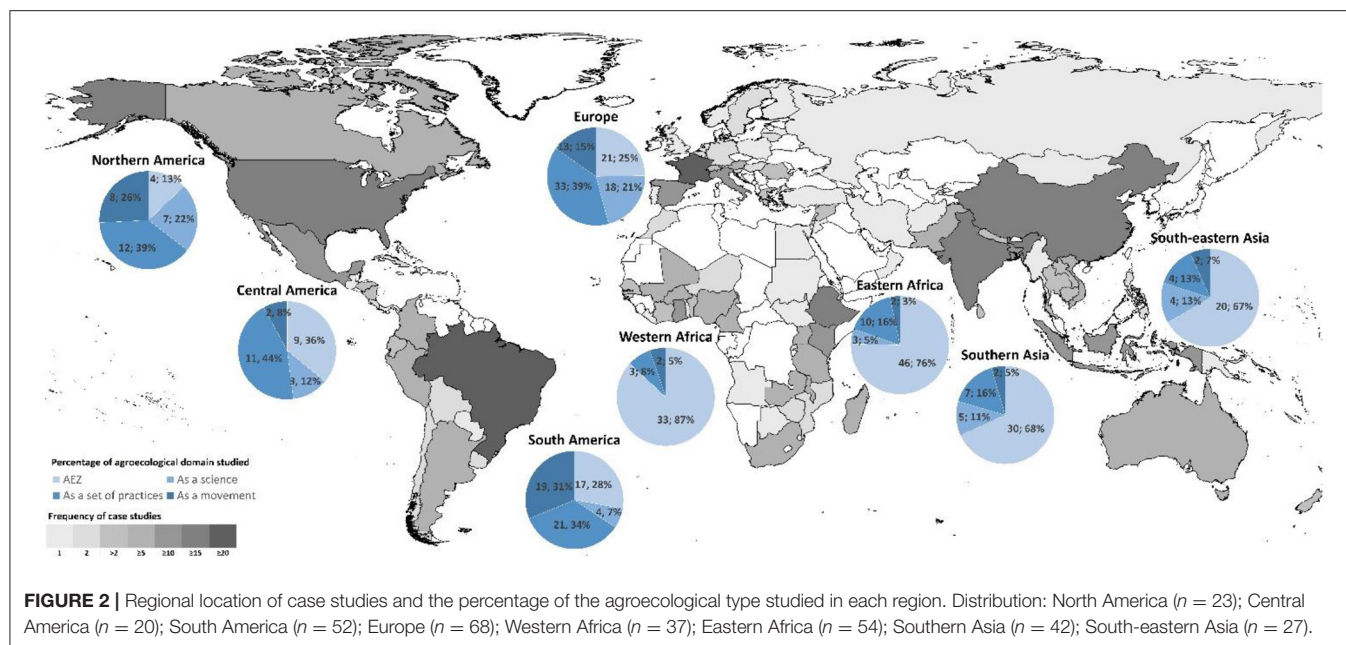 Europe
13; 15%
21; 25%
33; 39%
18; 21%
Northern America
4; 13%
8; 26%
7; 22%
12; 39%
South-eastern Asia
2; 7%
4; 13%
4; 13%
20; 67%
Central America
2, 8%
9, 36%
11, 44%
3, 12%
Eastern Africa
2; 3%
10; 16%
3; 5%
46; 76%
Western Africa
2; 5%
3; 8%
33; 87%
Southern Asia
2; 5%
7; 16%
5; 11%
30; 68%
South America
19, 31%
17, 28%
4, 7%
21, 34%
Percentage of agroecological domain studied
AEZ As a science
As a set of practices As a movement
Frequency of case studies
1 2 >2 ≥5 ≥10 ≥15 ≥20
FIGURE 2 | Regional location of case studies and the percentage of the agroecological type studied in each region. Distribution: North America (n = 23); Central
America (n = 20); South America (n = 52); Europe (n = 68); Western Africa (n = 37); Eastern Africa (n = 54); Southern Asia (n = 42); South-eastern Asia (n = 27).